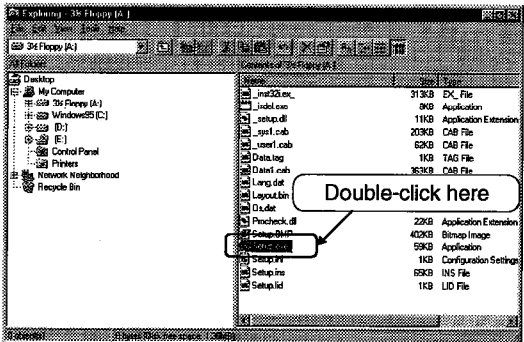 Exploring - 3½ Floppy (A:)
File Edit View Tools Help
3½ Floppy (A:)
All Folders
Contents of '3½ Floppy (A:)'
Desktop
My Computer
3½ Floppy (A:)
Windows95 (C:)
(D:)
(E:)
Control Panel
Printers
Network Neighborhood
Recycle Bin
Name Size Type
_inst32i.ex_ 313KB EX_ File
_isdel.exe 8KB Application
_setup.dll 11KB Application Extension
_sys1.cab 203KB CAB File
_user1.cab 62KB CAB File
Data.tag 1KB TAG File
Data1.cab 363KB CAB File
Lang.dat
Layout.bin
Os.dat
Double-click here
Procheck.dll 22KB Application Extension
Setup.BMP 402KB Bitmap Image
59KB Application
Setup.ini 1KB Configuration Settings
Setup.ins 65KB INS File
Setup.lid 1KB LID File